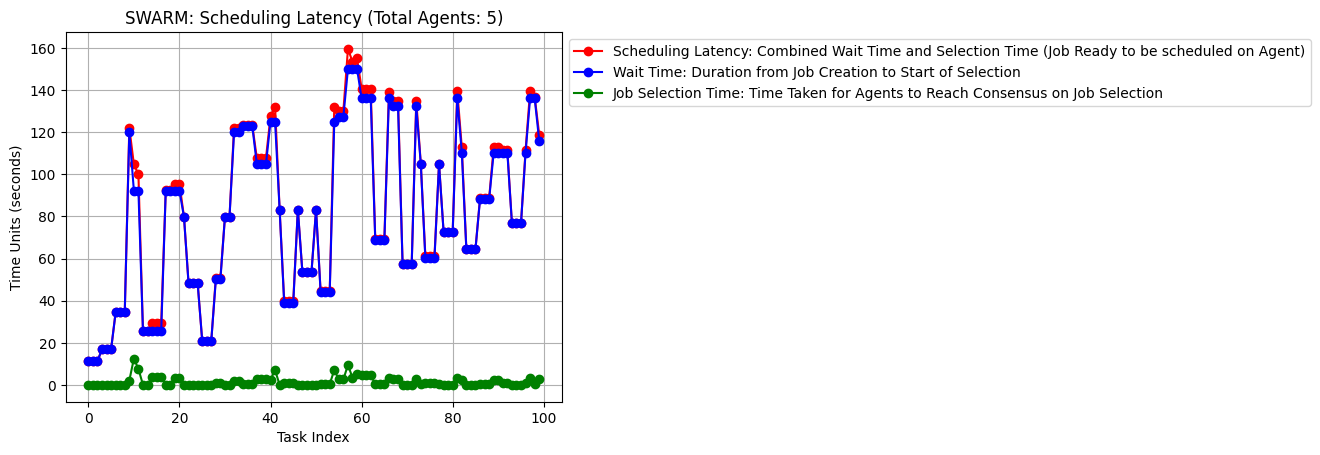 SWARM: Scheduling Latency (Total Agents: 5)
Scheduling Latency: Combined Wait Time and Selection Time (Job Ready to be scheduled on Agent)
Wait Time: Duration from Job Creation to Start of Selection
Job Selection Time: Time Taken for Agents to Reach Consensus on Job Selection
Time Units (seconds)
160
140
120
100
80
60
40
20
0
0 20 40 60 80 100
Task Index